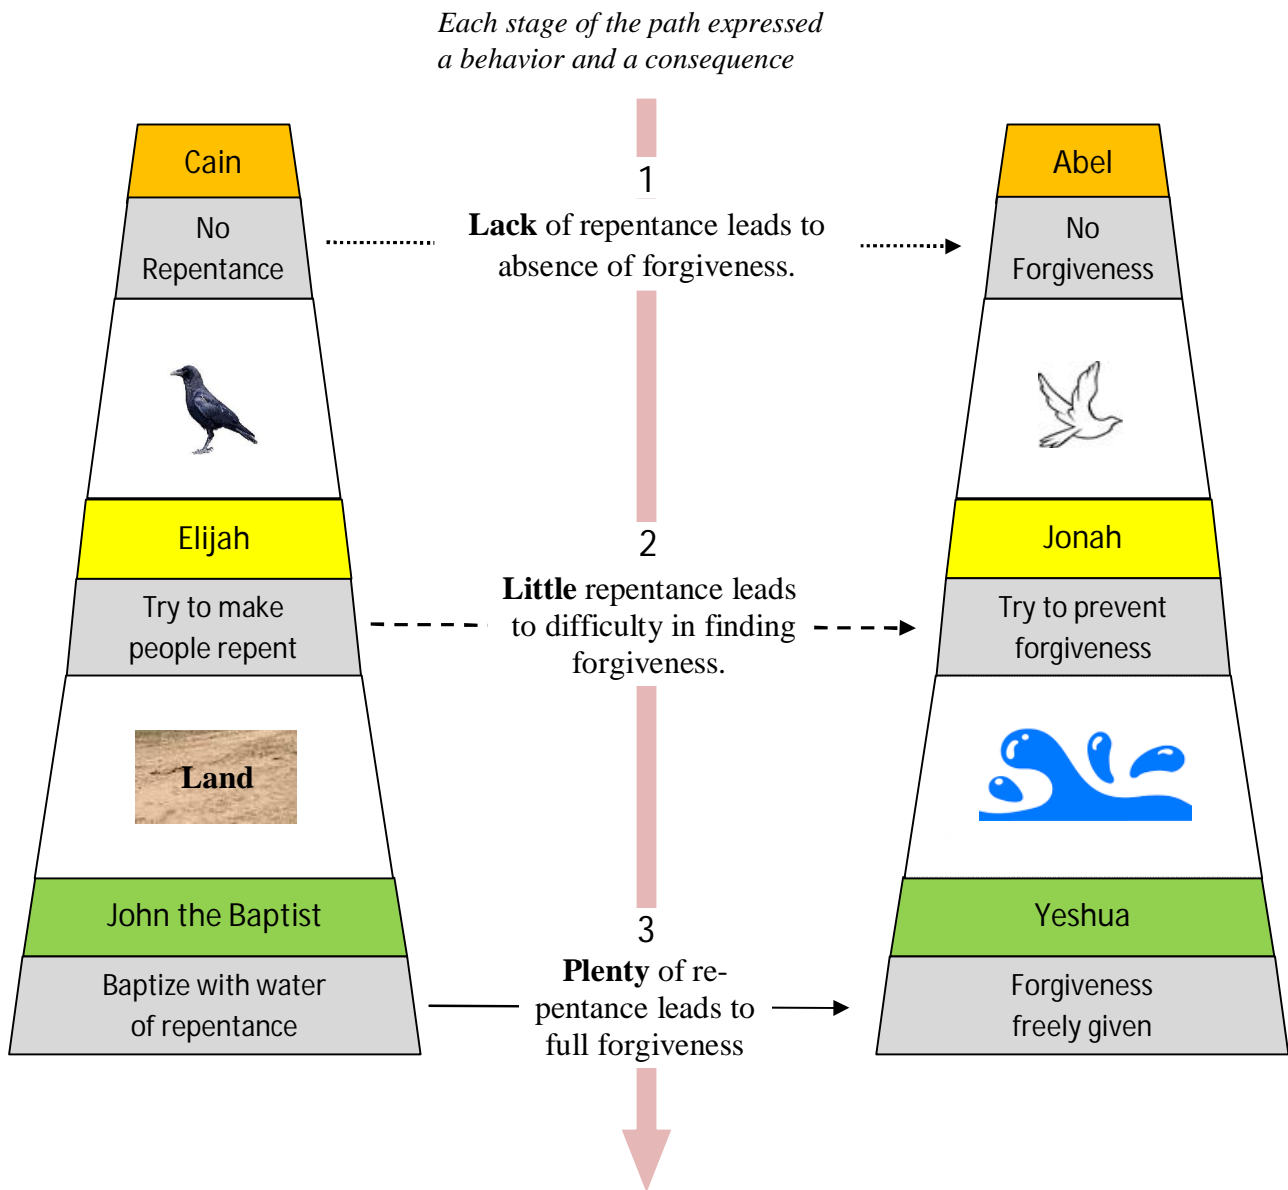 Each stage of the path expressed
a behavior and a consequence
Cain
Abel
1
No
Repentance
Lack of repentance leads to
absence of forgiveness.
No
Forgiveness
Elijah
Jonah
2
Try to make
people repent
Little repentance leads
to difficulty in finding
forgiveness.
Try to prevent
forgiveness
Land
John the Baptist
Yeshua
3
Baptize with water
of repentance
Plenty of re-
pentance leads to
full forgiveness
Forgiveness
freely given